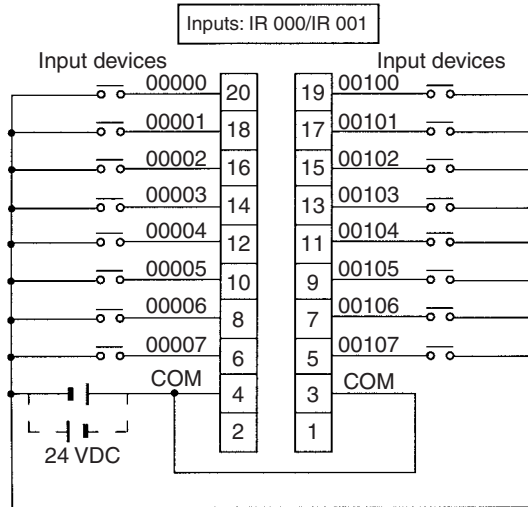 Inputs: IR 000/IR 001
Input devices Input devices
00000 20 19 00100
00001 18 17 00101
00002 16 15 00102
00003 14 13 00103
00004 12 11 00104
00005 10 9 00105
00006 8 7 00106
00007 6 5 00107
COM 4 3 COM
2 1
24 VDC